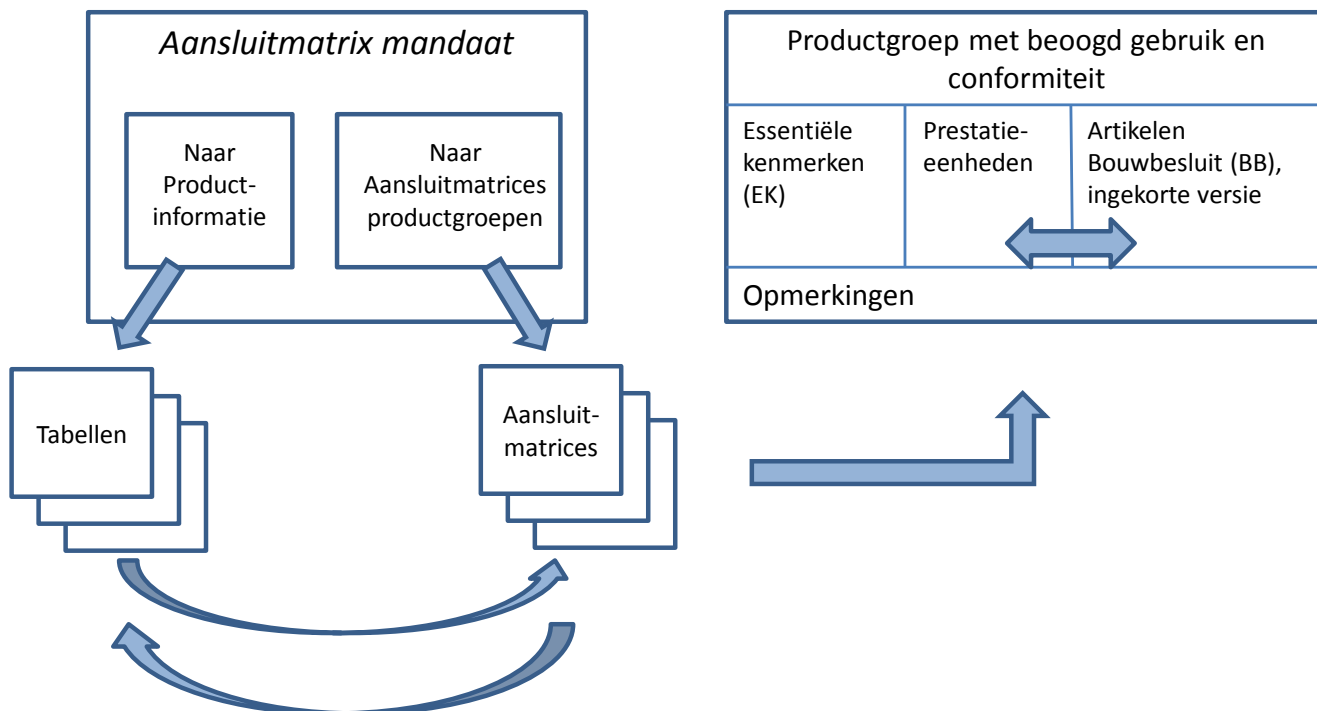 Aansluitmatrix mandaat
Naar
Product-
informatie
Naar
Aansluitmatrices
productgroepen
Tabellen
Aansluit-
matrices
Productgroep met beoogd gebruik en
conformiteit
Essentiële
kenmerken
(EK)
Prestatie-
eenheden
Artikelen
Bouwbesluit (BB),
ingekorte versie
Opmerkingen